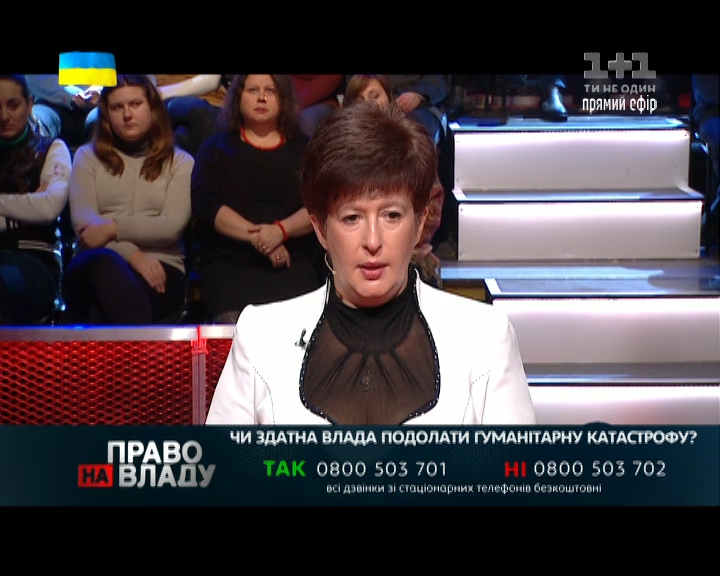 1+1
ТИ НЕ ОДИН
ПРЯМИЙ ЕФІР
ЧИ ЗДАТНА ВЛАДА ПОДОЛАТИ ГУМАНІТАРНУ КАТАСТРОФУ?
ПРАВО
НА ВЛАДУ
ТАК 0800 503 701
НІ 0800 503 702
всі дзвінки зі стаціонарних телефонів безкоштовні